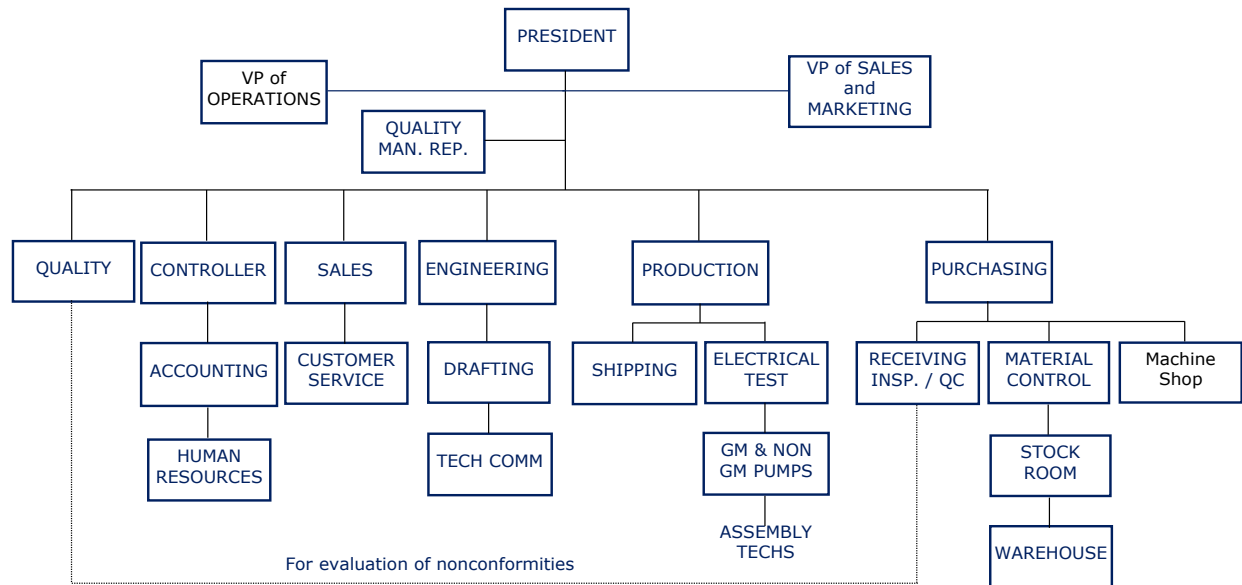 PRESIDENT
VP of
OPERATIONS
VP of SALES
and
MARKETING
QUALITY
MAN. REP.
QUALITY
CONTROLLER
SALES
ENGINEERING
PRODUCTION
PURCHASING
ACCOUNTING
CUSTOMER
SERVICE
DRAFTING
SHIPPING
ELECTRICAL
TEST
RECEIVING
INSP. / QC
MATERIAL
CONTROL
Machine
Shop
HUMAN
RESOURCES
TECH COMM
GM & NON
GM PUMPS
STOCK
ROOM
ASSEMBLY
TECHS
WAREHOUSE
For evaluation of nonconformities